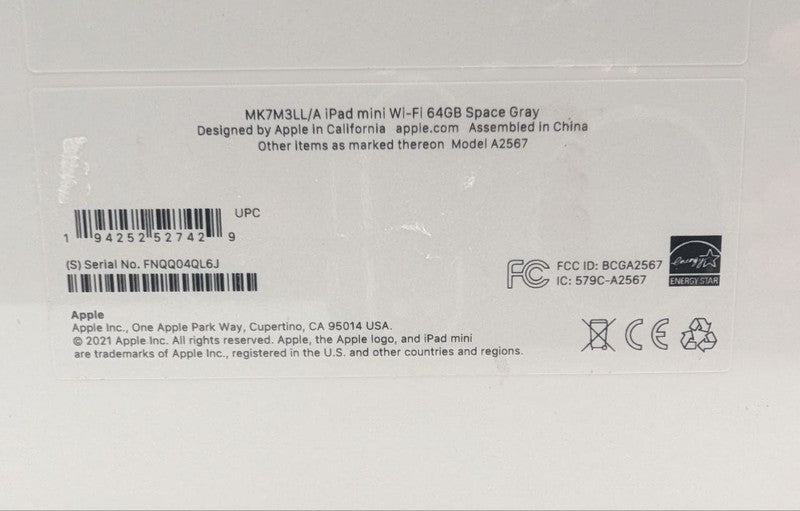 MK7M3LL/A iPad mini Wi-Fi 64GB Space Gray
Designed by Apple in California apple.com Assembled in China
Other items as marked thereon Model A2567
UPC
1 94252 52742 9
(S) Serial No. FNQQ04QL6J
FCC ID: BCGA2567
IC: 579C-A2567
energy
ENERGY STAR
Apple
Apple Inc., One Apple Park Way, Cupertino, CA 95014 USA.
© 2021 Apple Inc. All rights reserved. Apple, the Apple logo, and iPad mini
are trademarks of Apple Inc., registered in the U.S. and other countries and regions.